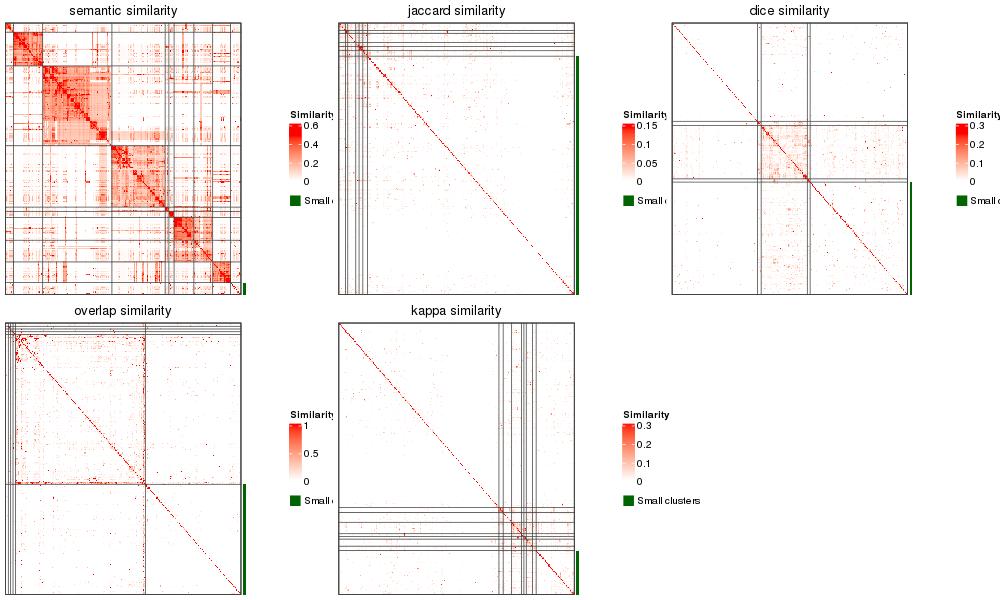 semantic similarity
jaccard similarity
dice similarity
Similarity
0.6
0.4
0.2
0
Small
Similarity
0.15
0.1
0.05
0
Small
Similarity
0.3
0.2
0.1
0
Small
overlap similarity
kappa similarity
Similarity
1
0.5
0
Small
Similarity
0.3
0.2
0.1
0
Small clusters